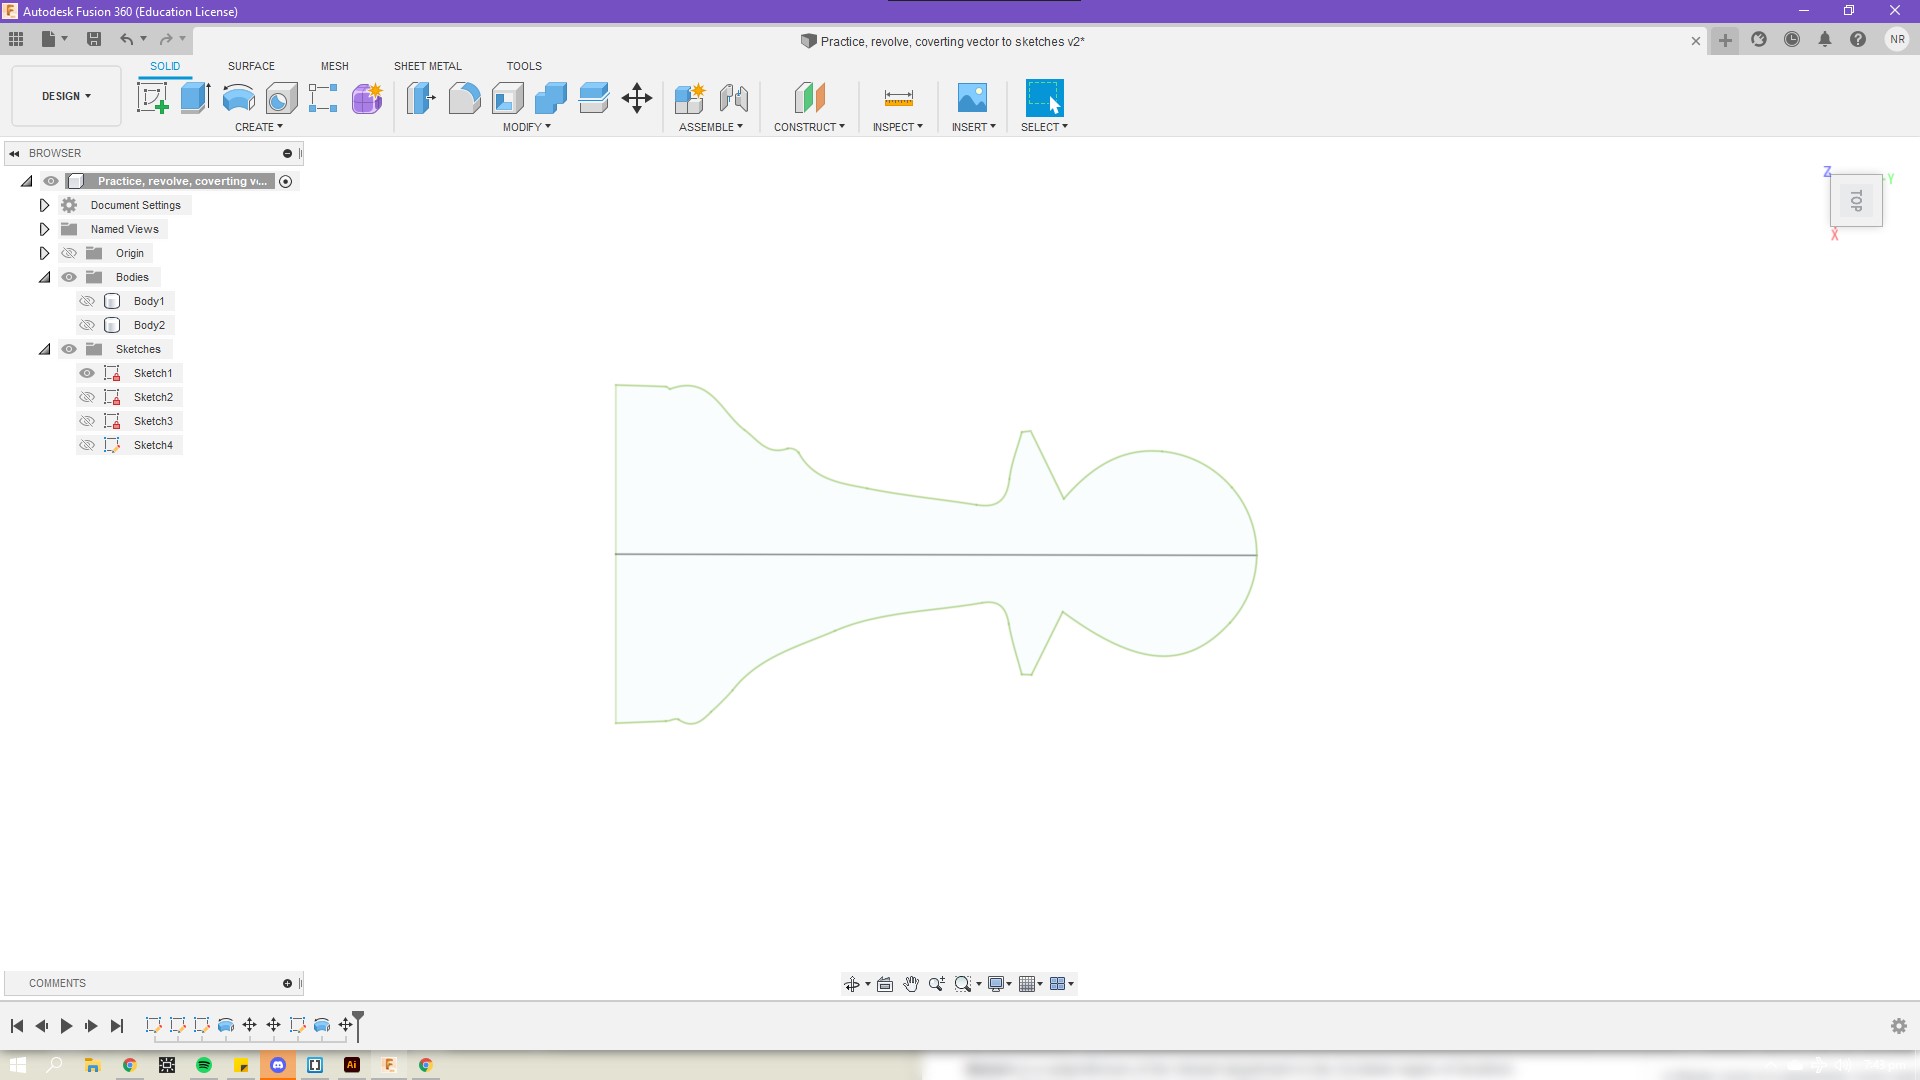 Autodesk Fusion 360 (Education License)
Practice, revolve, coverting vector to sketches v2*
NR
SOLID SURFACE MESH SHEET METAL TOOLS
DESIGN
CREATE MODIFY ASSEMBLE CONSTRUCT INSPECT INSERT SELECT
BROWSER
Practice, revolve, coverting v...
Document Settings
Named Views
Origin
Bodies
Body1
Body2
Sketches
Sketch1
Sketch2
Sketch3
Sketch4
Z
Y
TOP
X
COMMENTS
Ai